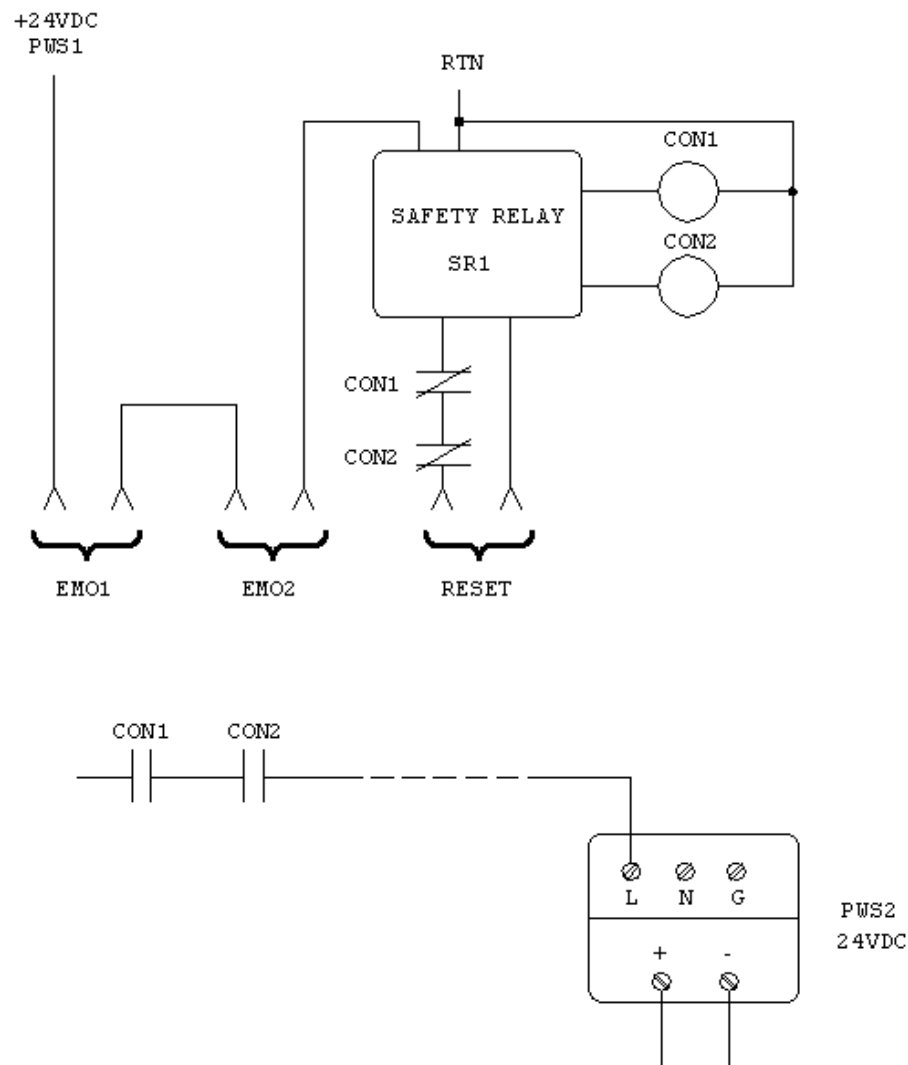 +24VDC
PWS1
RTN
CON1
SAFETY RELAY
CON2
SR1
CON1
CON2
EMO1
EMO2
RESET
CON1
CON2
L
N
G
PWS2
24VDC
+
-